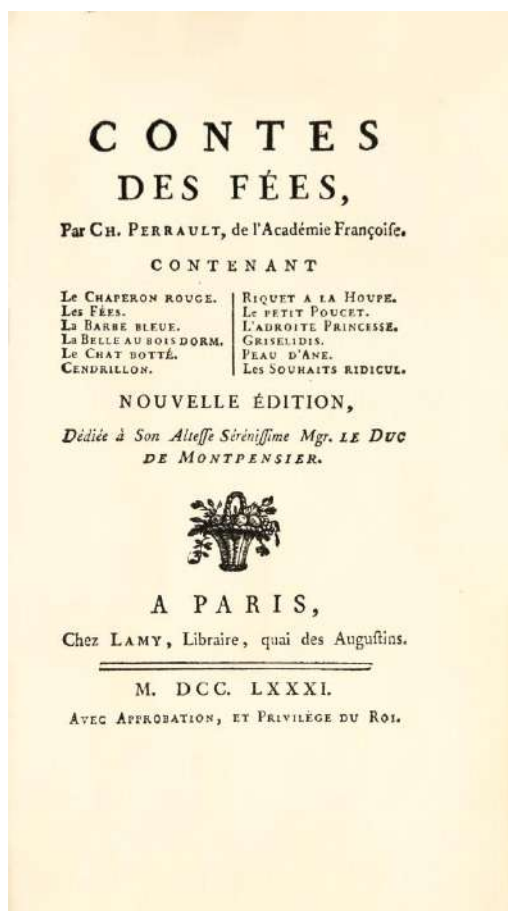 CONTES
DES FÉES,
Par CH. PERRAULT, de l'Académie Françoiſe.
CONTENANT
Le CHAPERON ROUGE.
Les FÉES.
La BARBE BLEUE.
La BELLE AU BOIS DORM.
Le CHAT BOTTÉ.
CENDRILLON.
RIQUET A LA HOUPE.
Le PETIT POUCET.
L'ADROITE PRINCESSE.
GRISELIDIS.
PEAU D'ANE.
Les SOUHAITS RIDICUL.
NOUVELLE ÉDITION,
Dédiée à Son Alteſſe Séréniſſime Mgr. LE DUC
DE MONTPENSIER.
A PARIS,
Chez LAMY, Libraire, quai des Auguſtins.
M. DCC. LXXXI.
AVEC APPROBATION, ET PRIVILÈGE DU ROI.